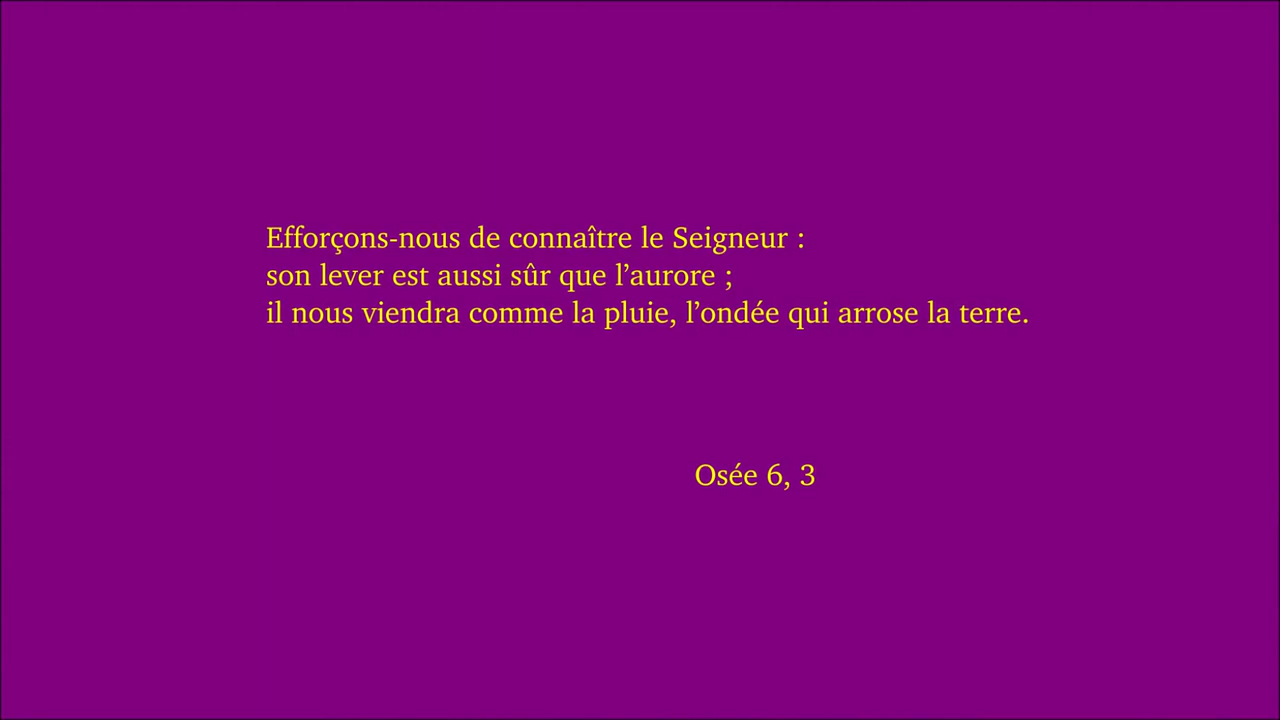 Efforçons-nous de connaître le Seigneur :
son lever est aussi sûr que l’aurore ;
il nous viendra comme la pluie, l’ondée qui arrose la terre.
Osée 6, 3